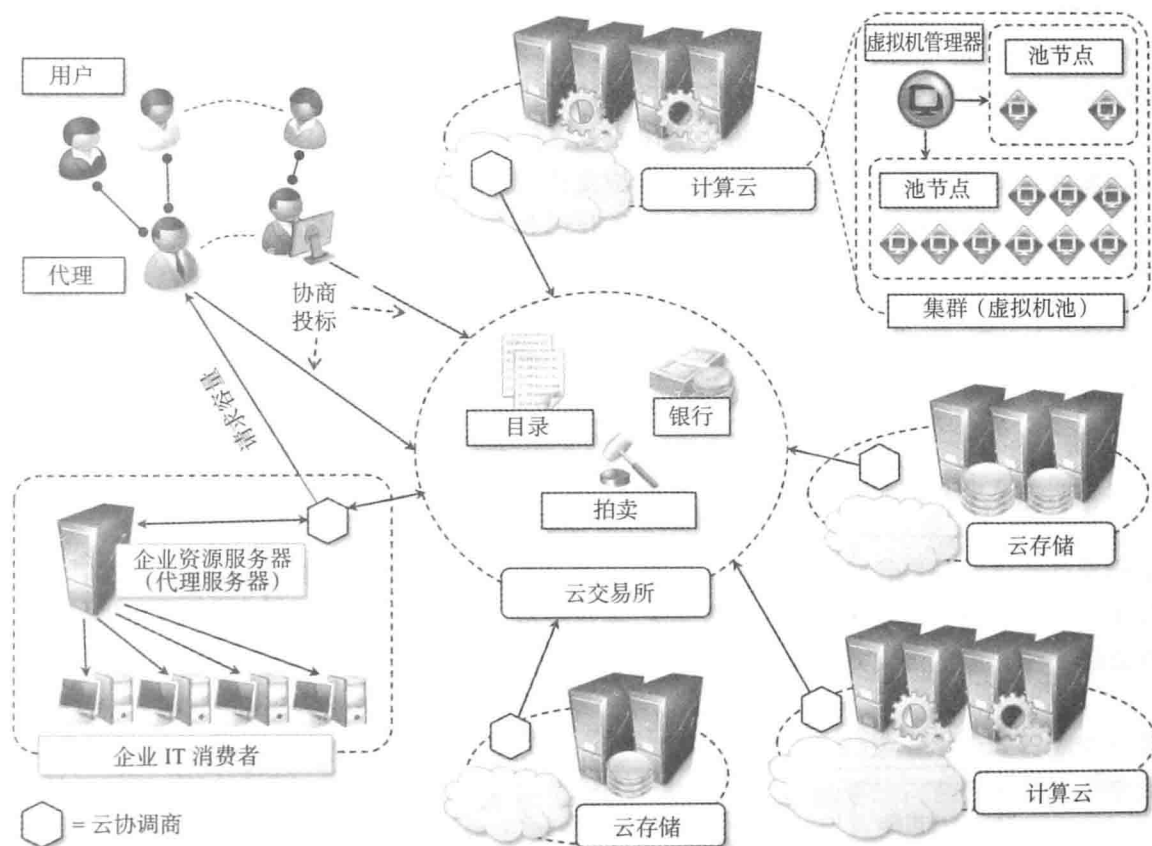 用户
代理
协商
投标
请求容量
计算云
虚拟机管理器
池节点
池节点
集群（虚拟机池）
目录
银行
拍卖
云交易所
云存储
企业资源服务器
（代理服务器）
企业 IT 消费者
云存储
计算云
= 云协调商